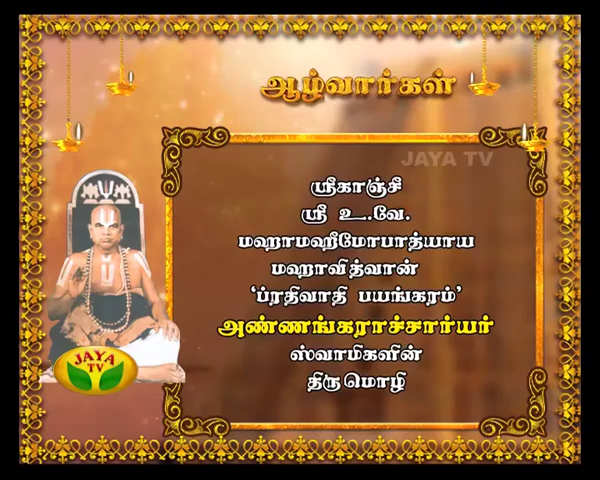 ஆழ்வார்கள்
JAYA TV
ஸ்ரீகாஞ்சீ
ஸ்ரீ உ.வே.
மஹாமஹீமோபாத்யாய
மஹாவித்வான்
‘ப்ரதிவாதி பயங்கரம்’
அண்ணங்கராச்சார்யர்
ஸ்வாமிகளின்
திருமொழி
JAYA
TV